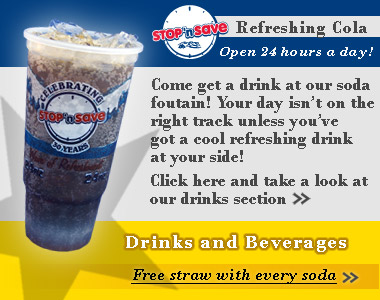 STOP'n Save Refreshing Cola
Open 24 hours a day!
Come get a drink at our soda
foutain! Your day isn't on the
right track unless you've
got a cool refreshing drink
at your side!
Click here and take a look at
our drinks section >>
CELEBRATING
STOP'n Save
30 YEARS
Drinks and Beverages
Free straw with every soda >>